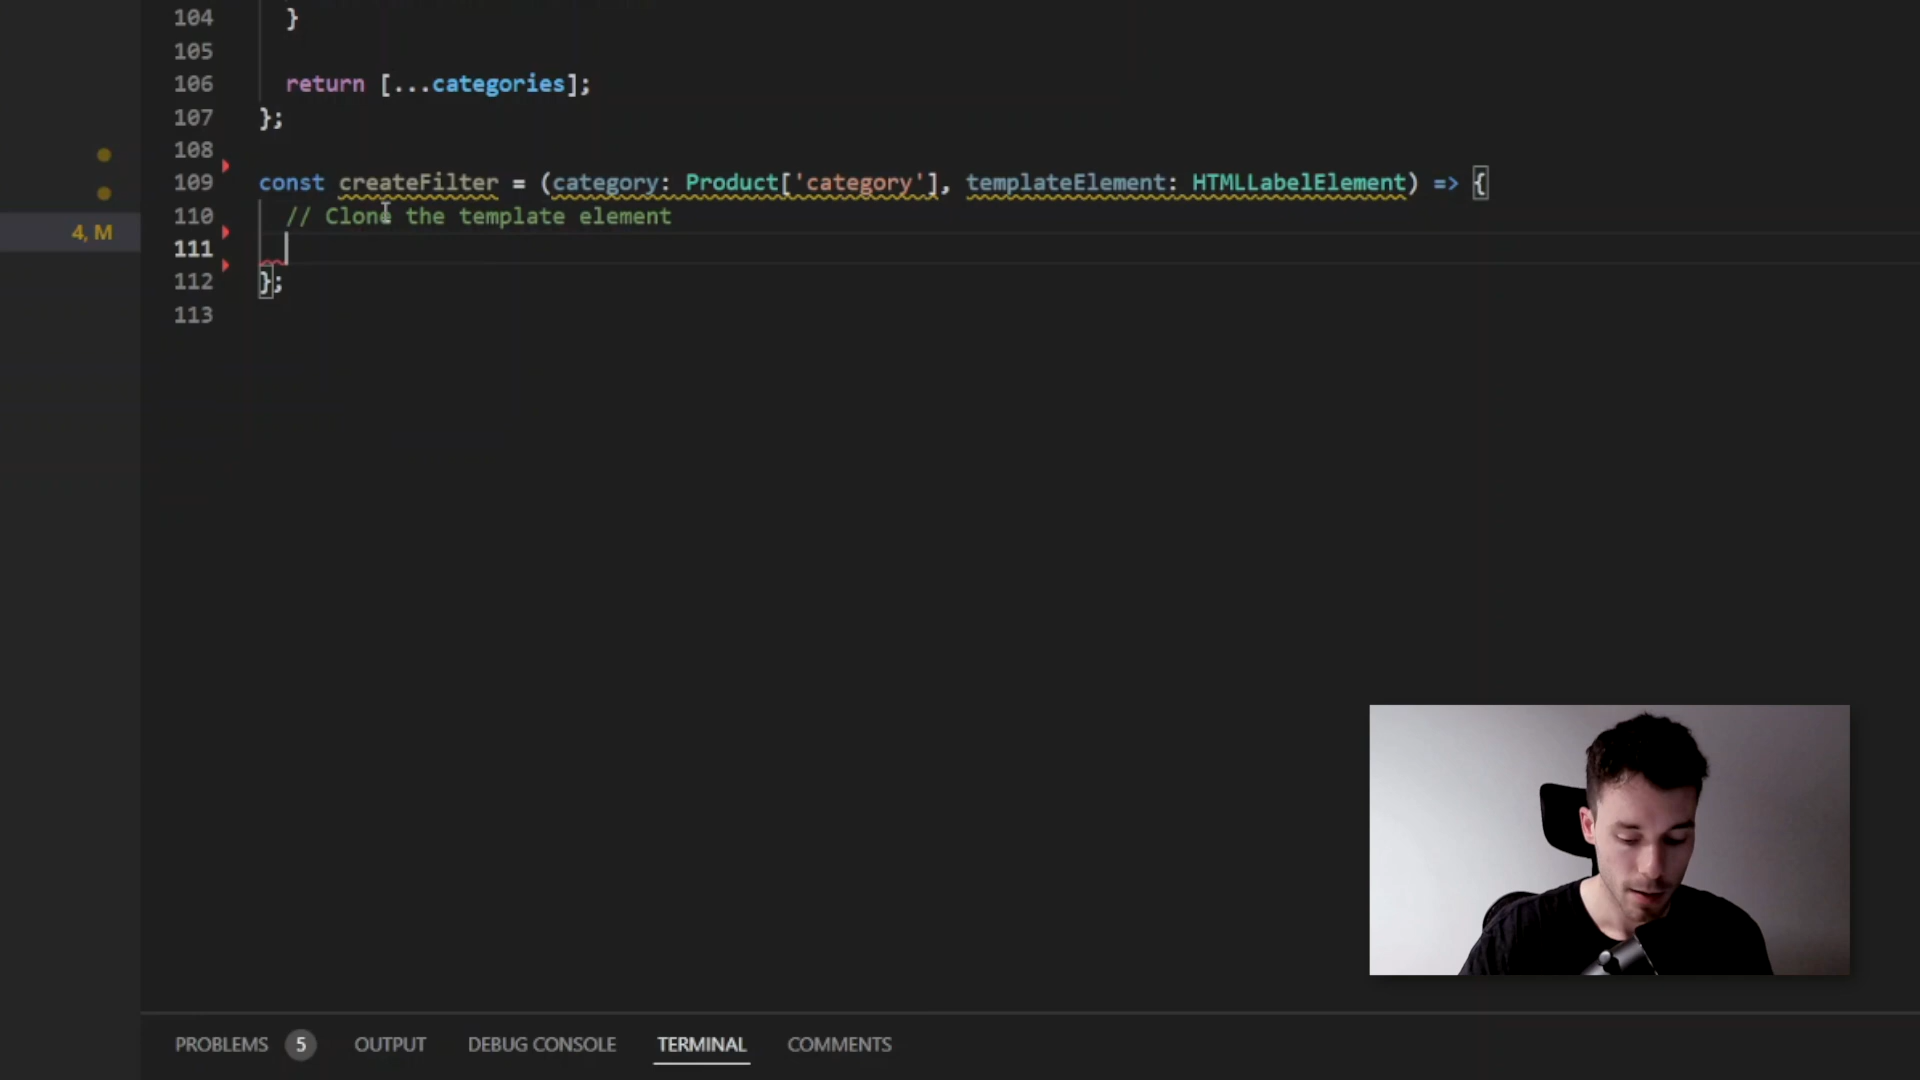 104 }
105
106 return [...categories];
107 };
108
109 const createFilter = (category: Product['category'], templateElement: HTMLLabelElement) => {
110 // Clone the template element
4, M
111
112 };
113
PROBLEMS 5 OUTPUT DEBUG CONSOLE TERMINAL COMMENTS